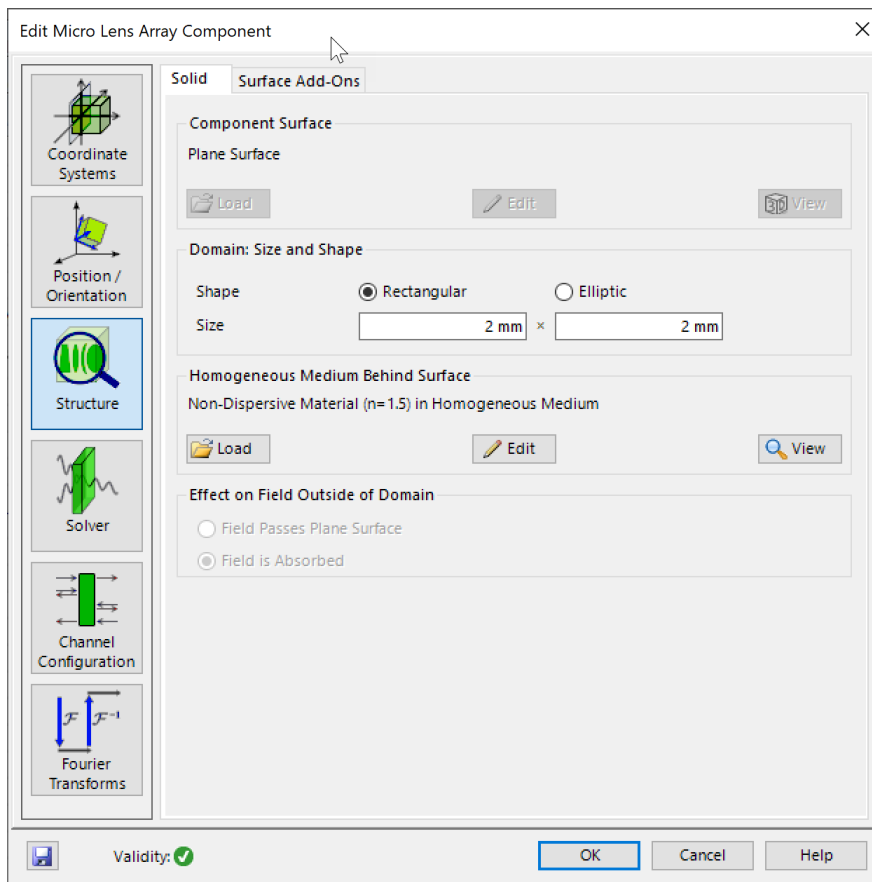 Edit Micro Lens Array Component
Coordinate
Systems
Position /
Orientation
Structure
Solver
Channel
Configuration
ℱ ℱ⁻¹
Fourier
Transforms
Solid
Surface Add-Ons
Component Surface
Plane Surface
Load
Edit
3D View
Domain: Size and Shape
Shape Rectangular Elliptic
Size 2 mm × 2 mm
Homogeneous Medium Behind Surface
Non-Dispersive Material (n=1.5) in Homogeneous Medium
Load
Edit
View
Effect on Field Outside of Domain
Field Passes Plane Surface
Field is Absorbed
Validity:
OK
Cancel
Help